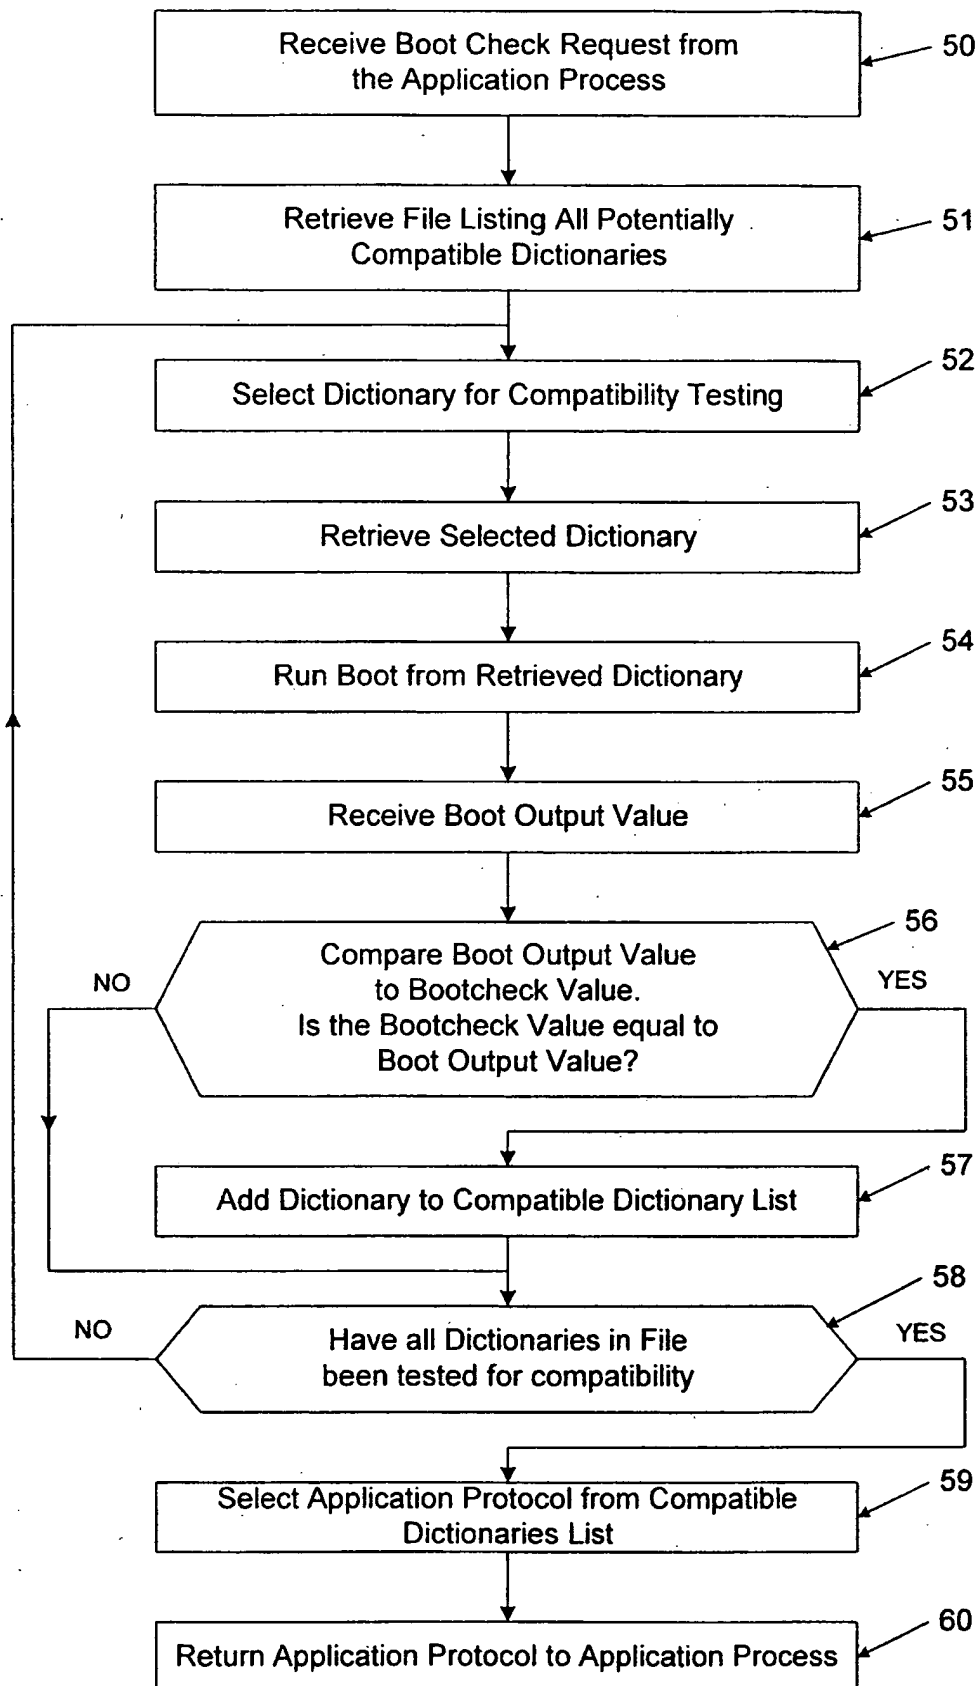 Receive Boot Check Request from
the Application Process
50
Retrieve File Listing All Potentially
Compatible Dictionaries
51
Select Dictionary for Compatibility Testing
52
Retrieve Selected Dictionary
53
Run Boot from Retrieved Dictionary
54
Receive Boot Output Value
55
Compare Boot Output Value
to Bootcheck Value.
Is the Bootcheck Value equal to
Boot Output Value?
56
NO
YES
Add Dictionary to Compatible Dictionary List
57
Have all Dictionaries in File
been tested for compatibility
58
NO
YES
Select Application Protocol from Compatible
Dictionaries List
59
Return Application Protocol to Application Process
60